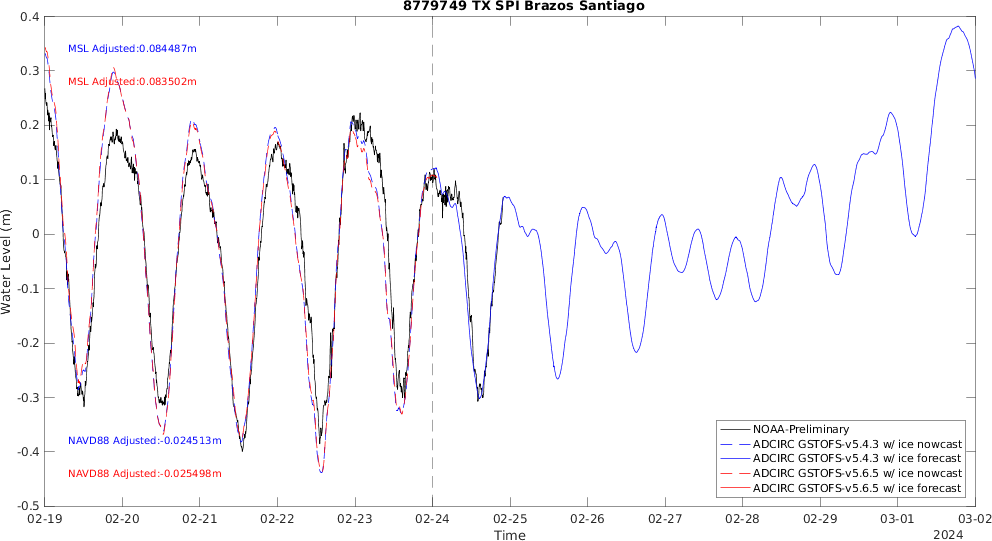 8779749 TX SPI Brazos Santiago
Water Level (m)
0.4
0.3
0.2
0.1
0
-0.1
-0.2
-0.3
-0.4
-0.5
MSL Adjusted:0.084487m
MSL Adjusted:0.083502m
NAVD88 Adjusted:-0.024513m
NAVD88 Adjusted:-0.025498m
NOAA-Preliminary
ADCIRC GSTOFS-v5.4.3 w/ ice nowcast
ADCIRC GSTOFS-v5.4.3 w/ ice forecast
ADCIRC GSTOFS-v5.6.5 w/ ice nowcast
ADCIRC GSTOFS-v5.6.5 w/ ice forecast
02-19 02-20 02-21 02-22 02-23 02-24 02-25 02-26 02-27 02-28 02-29 03-01 03-02
Time
2024